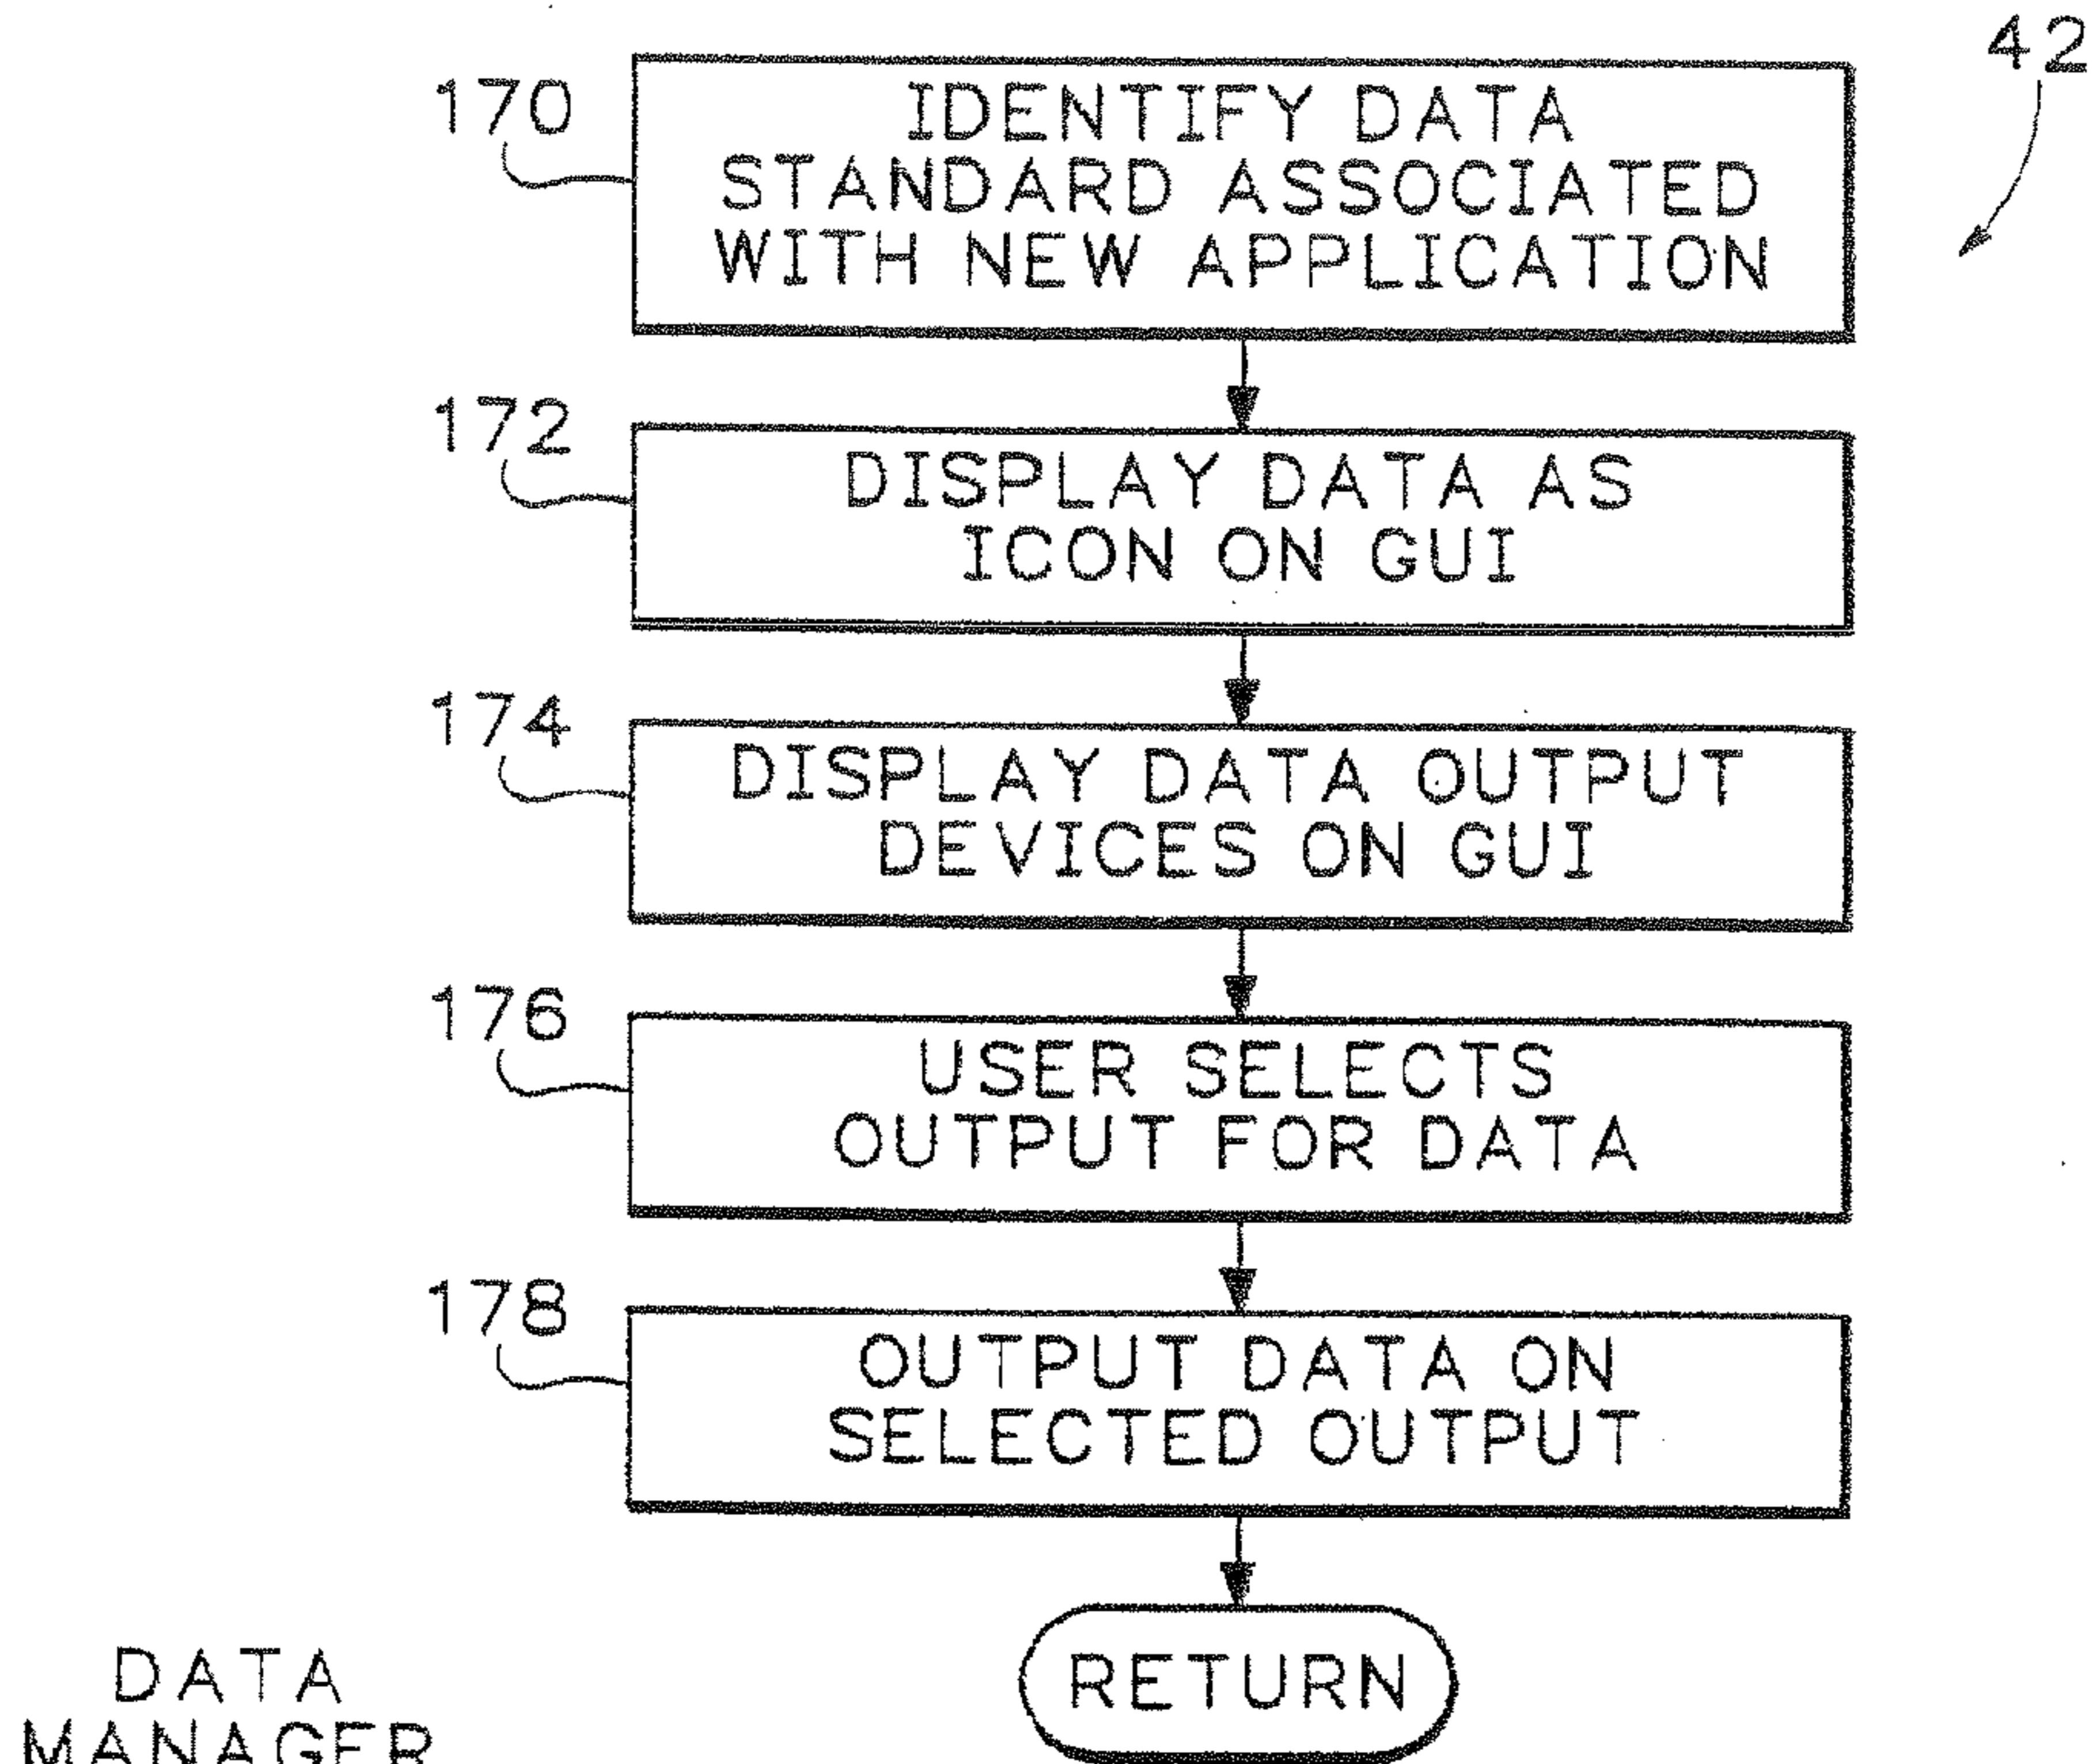 42
170
IDENTIFY DATA
STANDARD ASSOCIATED
WITH NEW APPLICATION
172
DISPLAY DATA AS
ICON ON GUI
174
DISPLAY DATA OUTPUT
DEVICES ON GUI
176
USER SELECTS
OUTPUT FOR DATA
178
OUTPUT DATA ON
SELECTED OUTPUT
RETURN
DATA
MANAGER